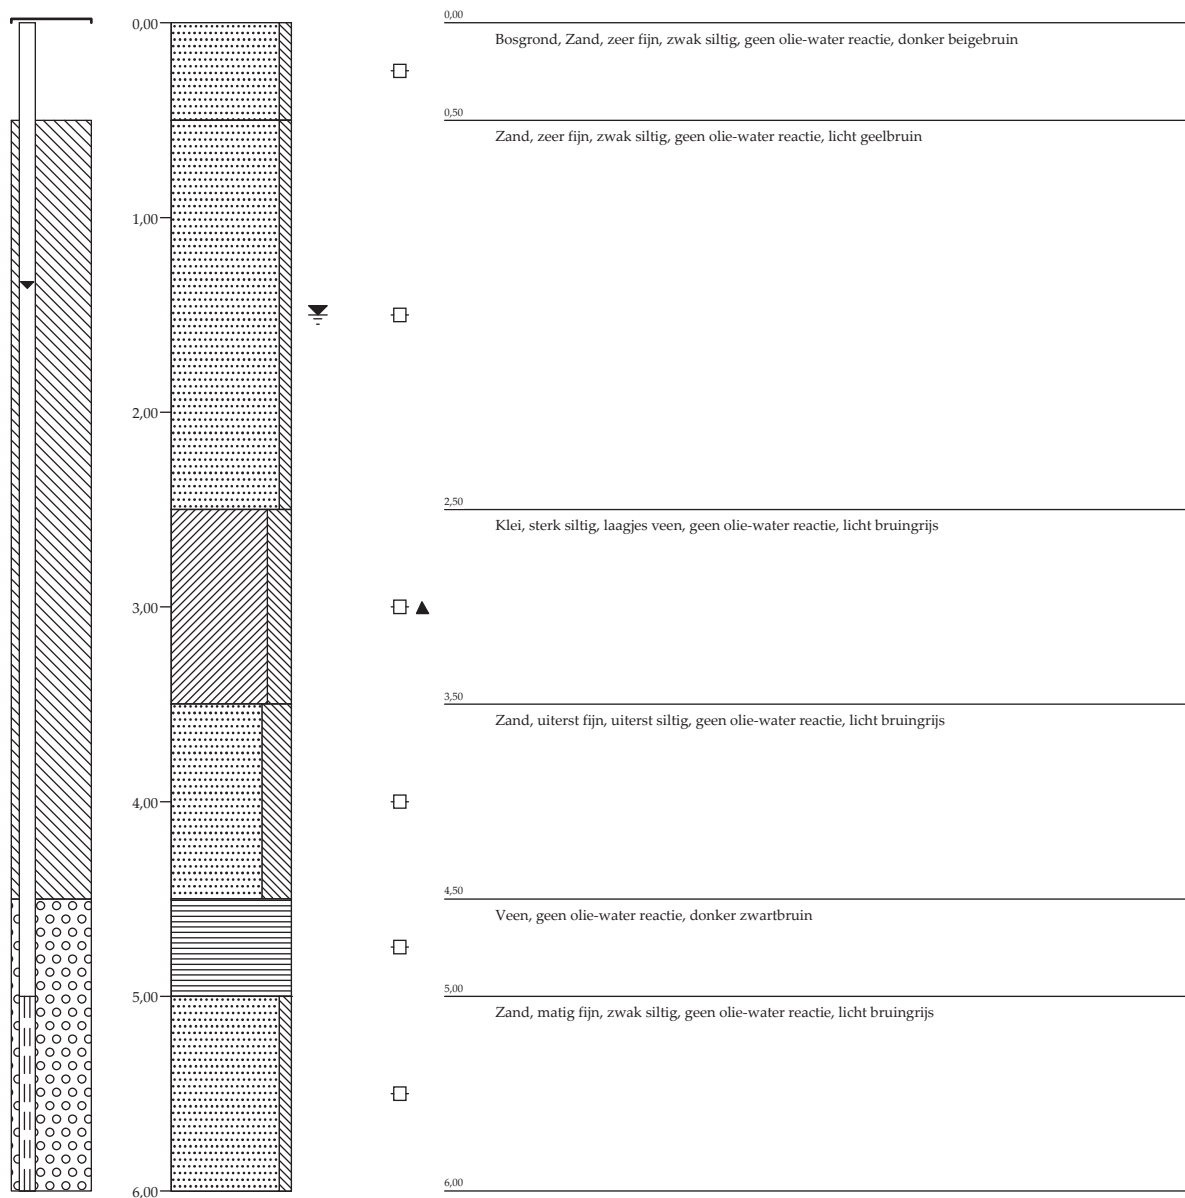 0,00
0,00
Bosgrond, Zand, zeer fijn, zwak siltig, geen olie-water reactie, donker beigebruin
0,50
Zand, zeer fijn, zwak siltig, geen olie-water reactie, licht geelbruin
1,00
2,00
2,50
Klei, sterk siltig, laagjes veen, geen olie-water reactie, licht bruingrijs
3,00
3,50
Zand, uiterst fijn, uiterst siltig, geen olie-water reactie, licht bruingrijs
4,00
4,50
Veen, geen olie-water reactie, donker zwartbruin
5,00
5,00
Zand, matig fijn, zwak siltig, geen olie-water reactie, licht bruingrijs
6,00
6,00